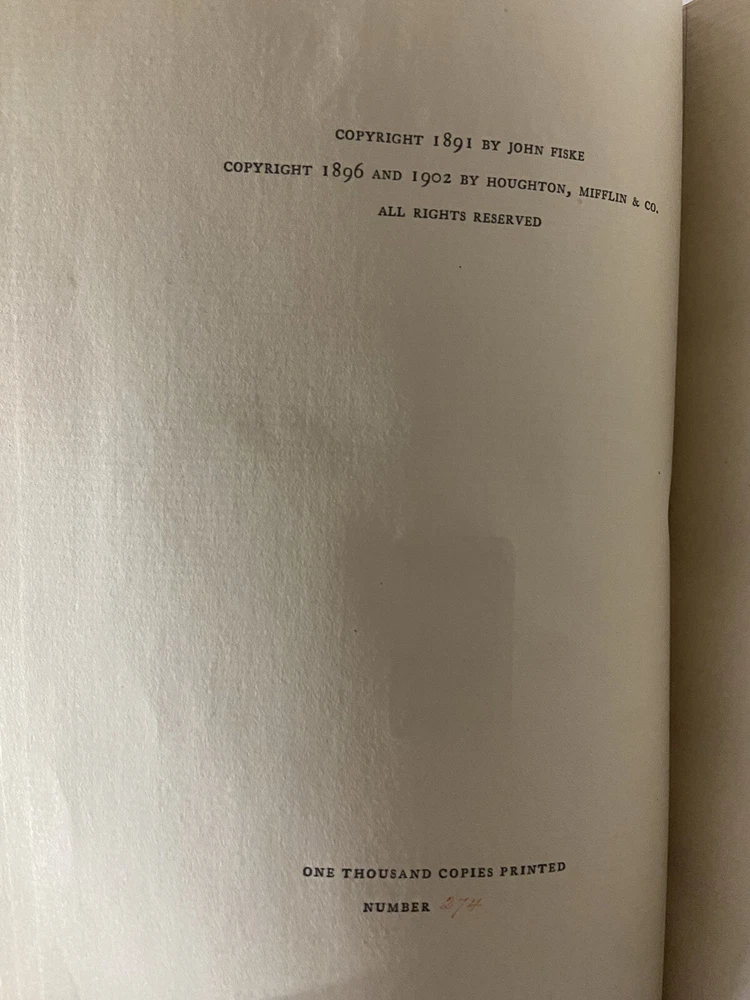 COPYRIGHT 1891 BY JOHN FISKE
COPYRIGHT 1896 AND 1902 BY HOUGHTON, MIFFLIN & CO.
ALL RIGHTS RESERVED
ONE THOUSAND COPIES PRINTED
NUMBER 274